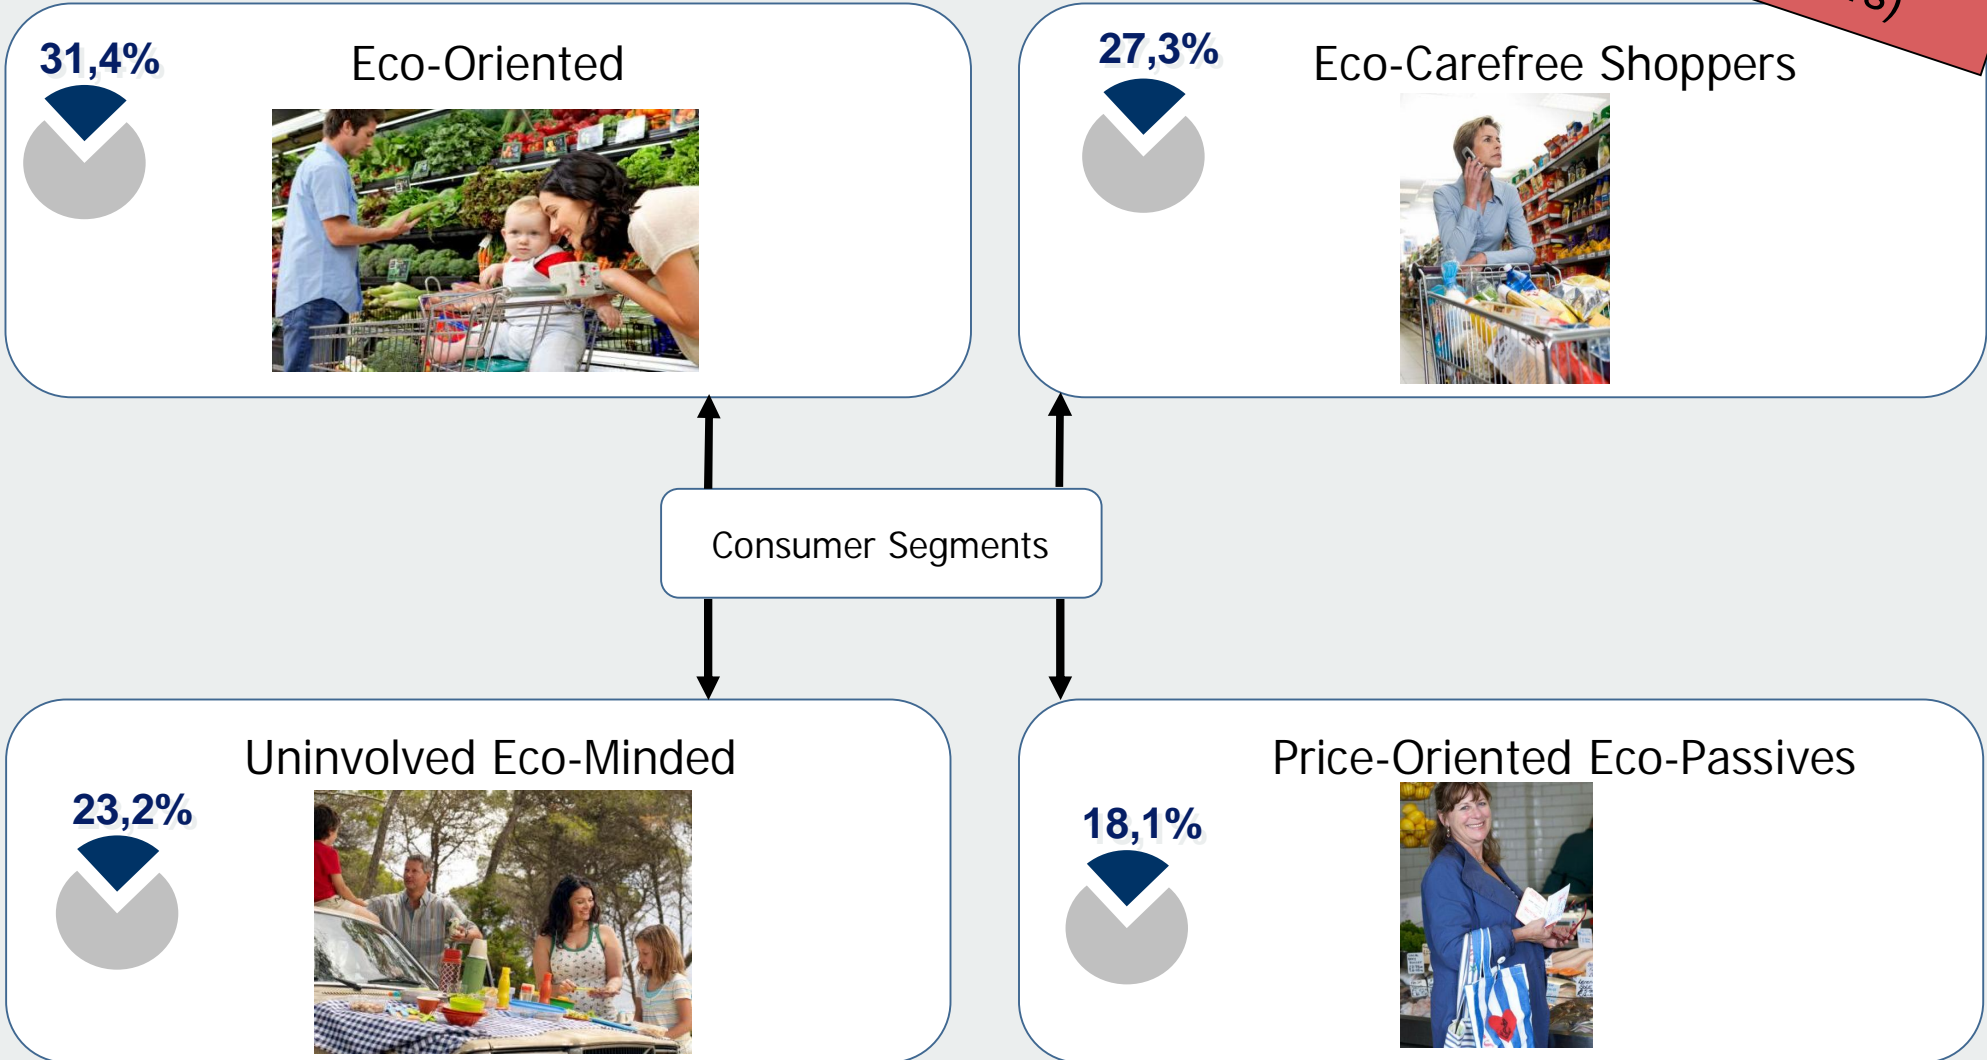 31,4%
Eco-Oriented
27,3%
Eco-Carefree Shoppers
Consumer Segments
Uninvolved Eco-Minded
23,2%
Price-Oriented Eco-Passives
18,1%